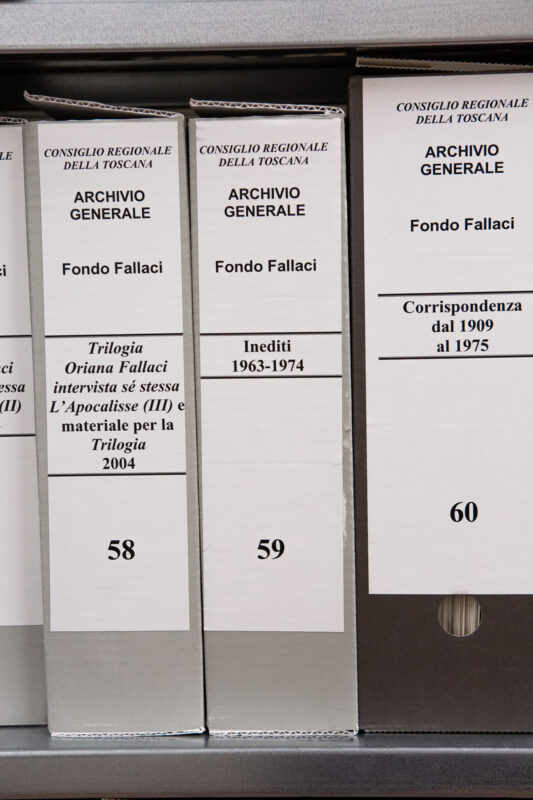 CONSIGLIO REGIONALE
DELLA TOSCANA
ARCHIVIO
GENERALE
Fondo Fallaci
Trilogia
Oriana Fallaci
intervista sé stessa
L'Apocalisse (III) e
materiale per la
Trilogia
2004
58
CONSIGLIO REGIONALE
DELLA TOSCANA
ARCHIVIO
GENERALE
Fondo Fallaci
Inediti
1963-1974
59
CONSIGLIO REGIONALE
DELLA TOSCANA
ARCHIVIO
GENERALE
Fondo Fallaci
Corrispondenza
dal 1909
al 1975
60